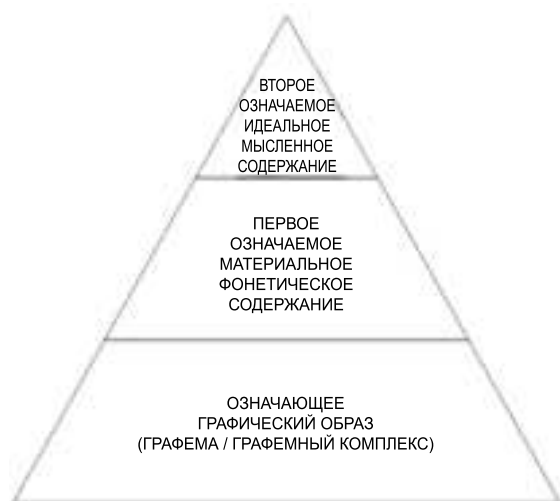 ВТОРОЕ
ОЗНАЧАЕМОЕ
ИДЕАЛЬНОЕ
МЫСЛЕННОЕ
СОДЕРЖАНИЕ
ПЕРВОЕ
ОЗНАЧАЕМОЕ
МАТЕРИАЛЬНОЕ
ФОНЕТИЧЕСКОЕ
СОДЕРЖАНИЕ
ОЗНАЧАЮЩЕЕ
ГРАФИЧЕСКИЙ ОБРАЗ
(ГРАФЕМА / ГРАФЕМНЫЙ КОМПЛЕКС)